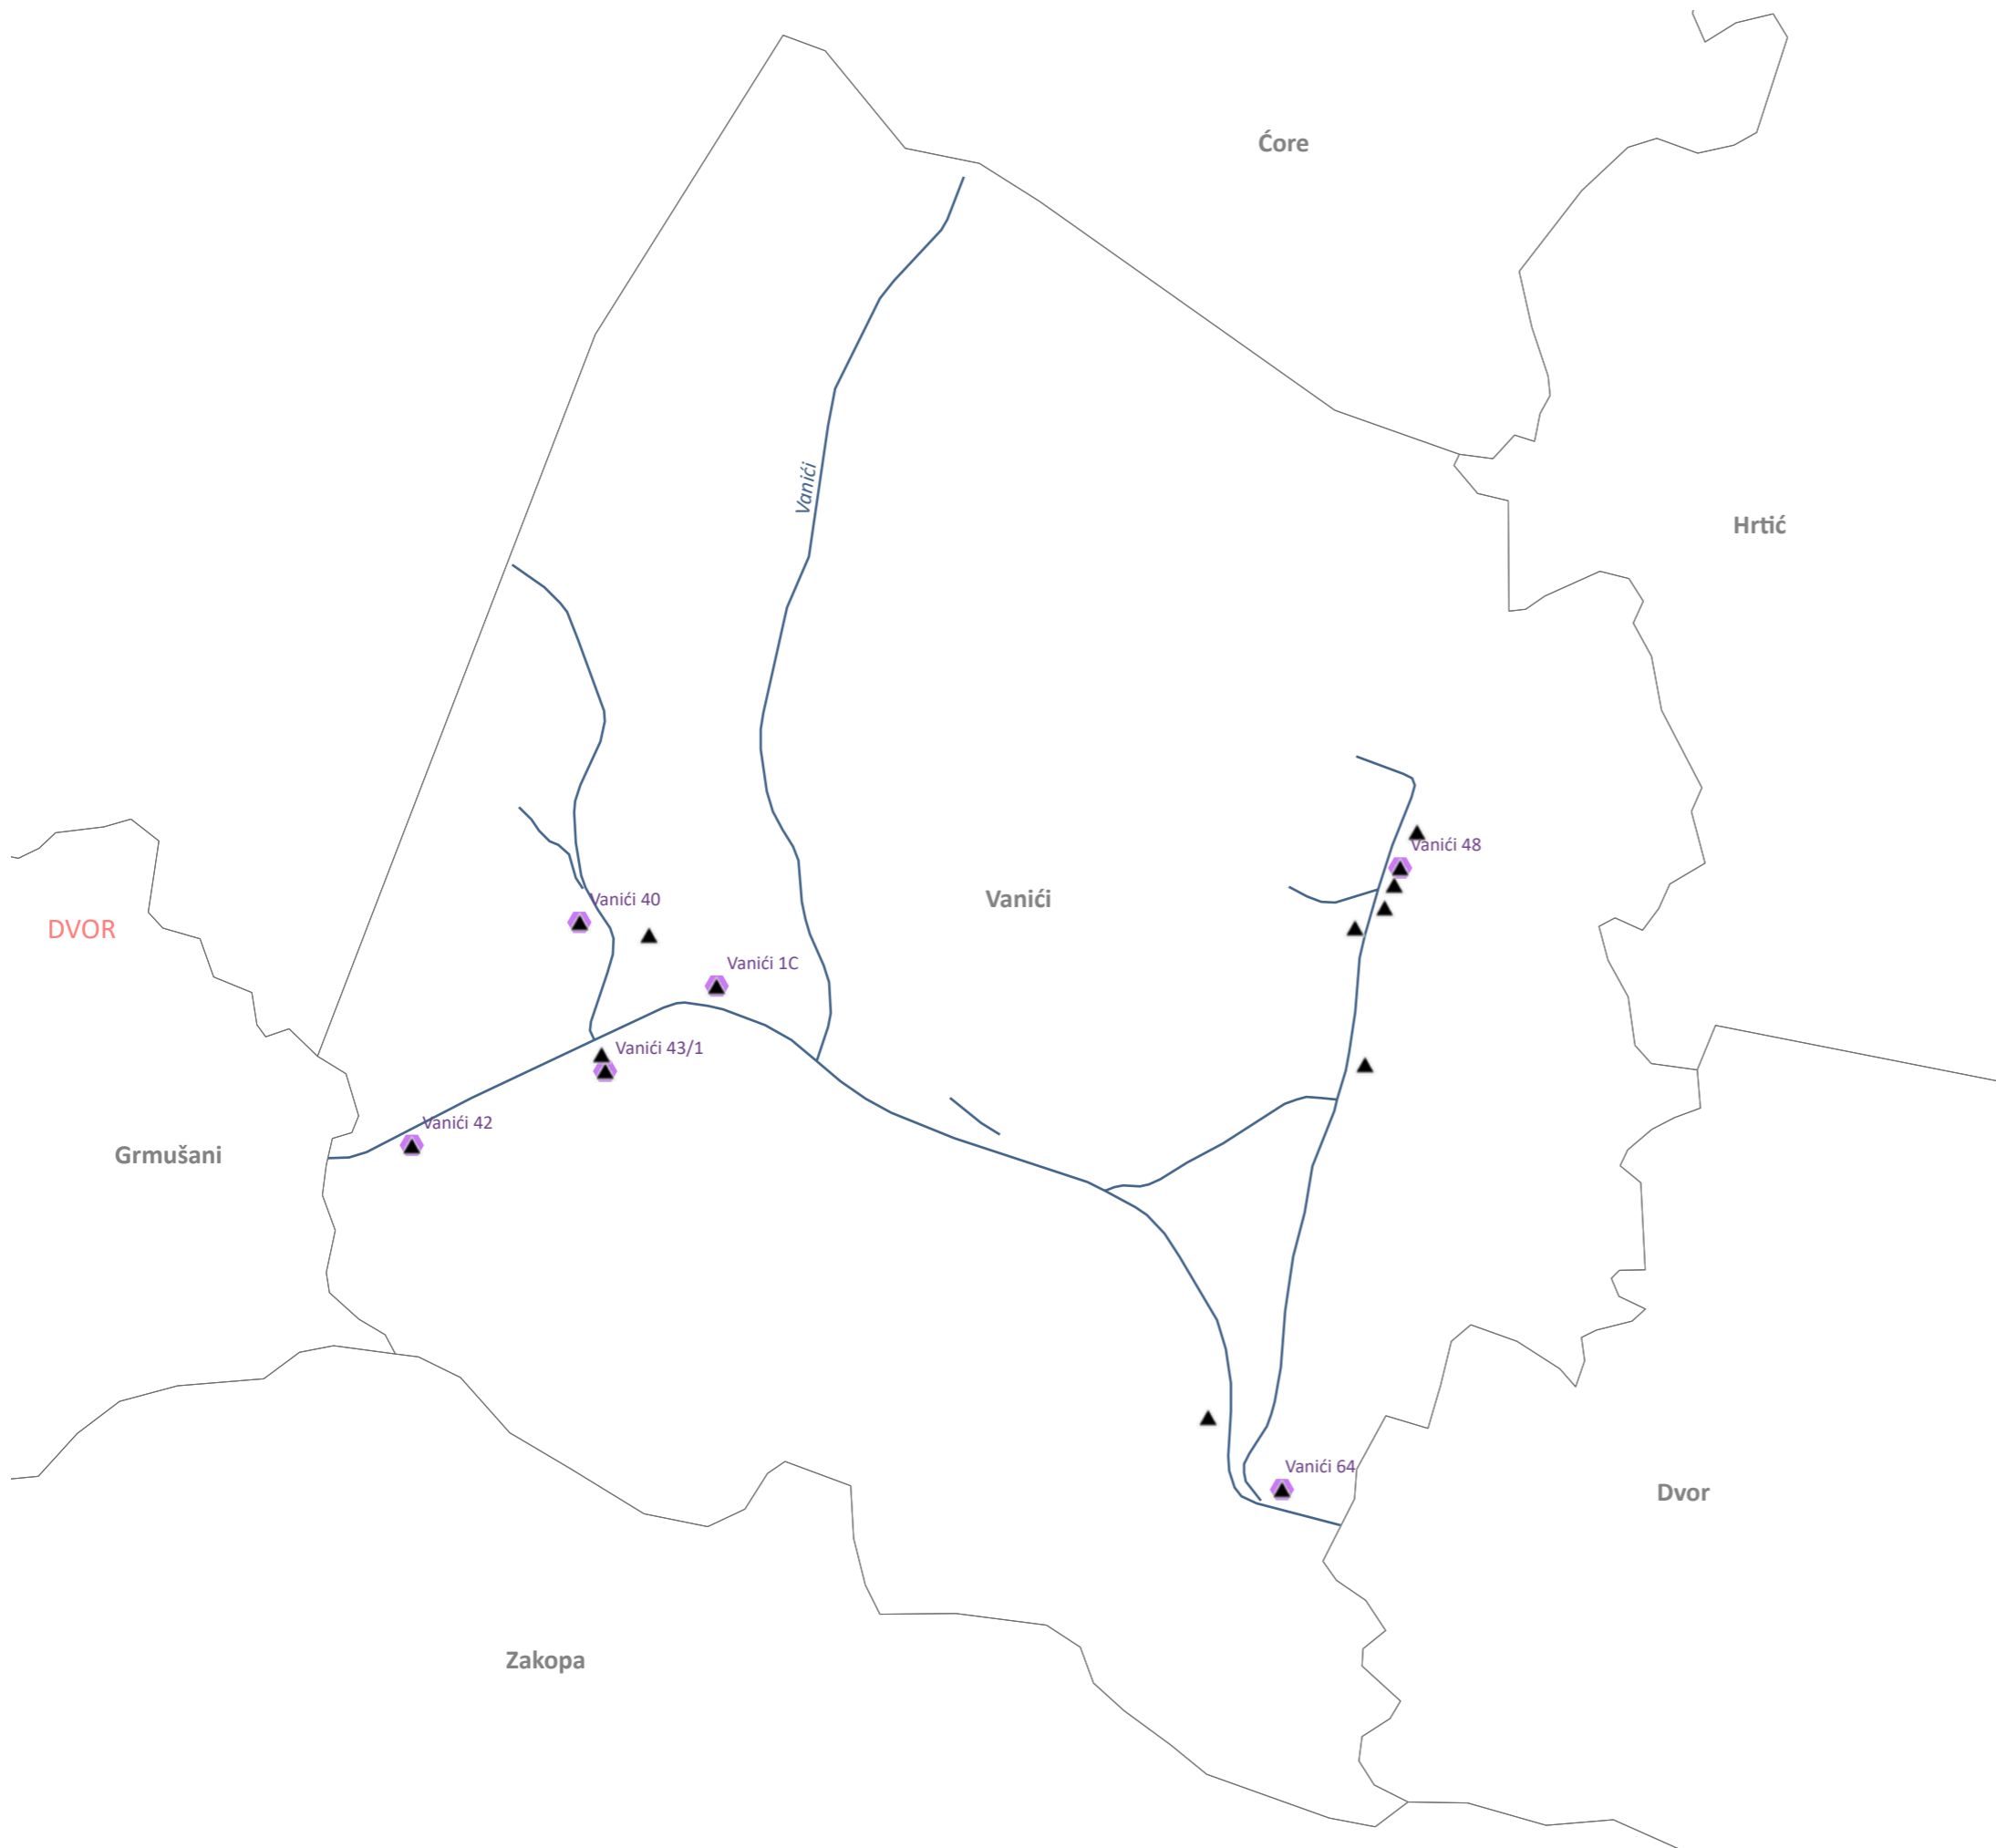 Ćore
Vanići
Hrtić
Vanići 48
Vanići 40
Vanići
DVOR
Vanići 1C
Vanići 43/1
Vanići 42
Grmušani
Vanići 64
Dvor
Zakopa